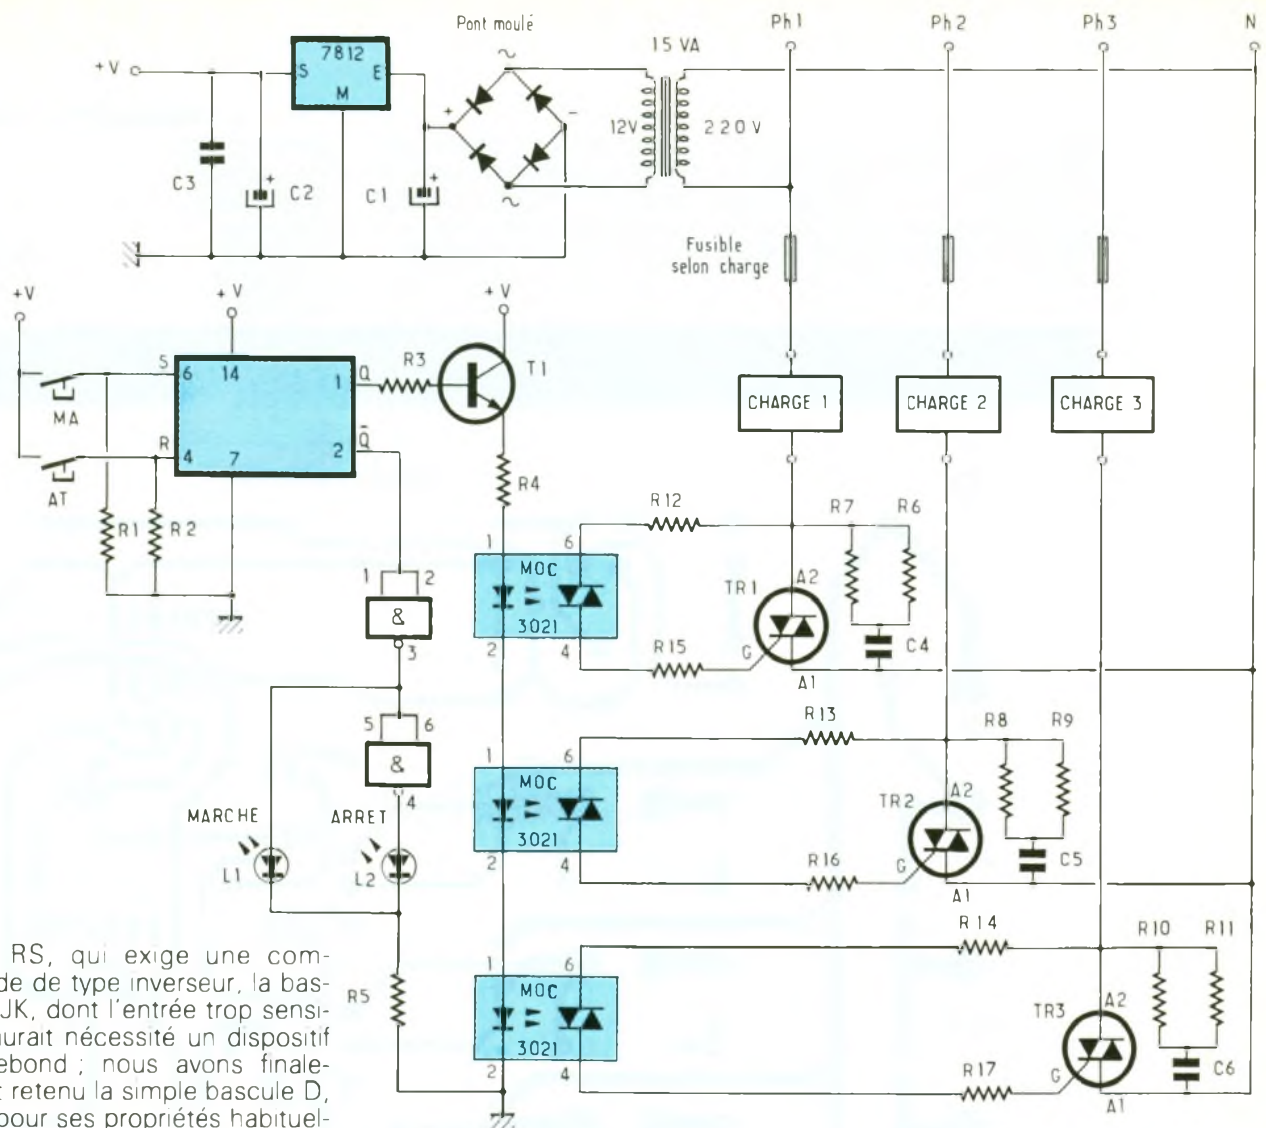 Pont moulé
Ph1
Ph2
Ph3
N
15 VA
7812
+V
S
E
M
+
−
12V
220V
C3
+
C2
C1
+
Fusible
selon charge
+V
+V
+V
S
6
14
1
Q
R3
T1
MA
R
4
7
2
Q̅
AT
R1
R2
R4
CHARGE 1
CHARGE 2
CHARGE 3
R12
R7
R6
1
6
MOC
3021
2
4
TR1
A2
G
A1
C4
R15
1
2
&
3
5
6
&
4
R13
R8
R9
1
6
MOC
3021
2
4
TR2
A2
G
A1
C5
R16
MARCHE
ARRET
L1
L2
R14
R10
R11
1
6
MOC
3021
2
4
TR3
A2
G
A1
C6
R17
R5
RS, qui exige une com-
de de type inverseur, la bas-
JK, dont l'entrée trop sensi-
urait nécessité un dispositif
ebond ; nous avons finale-
t retenu la simple bascule D,
pour ses propriétés habituel-